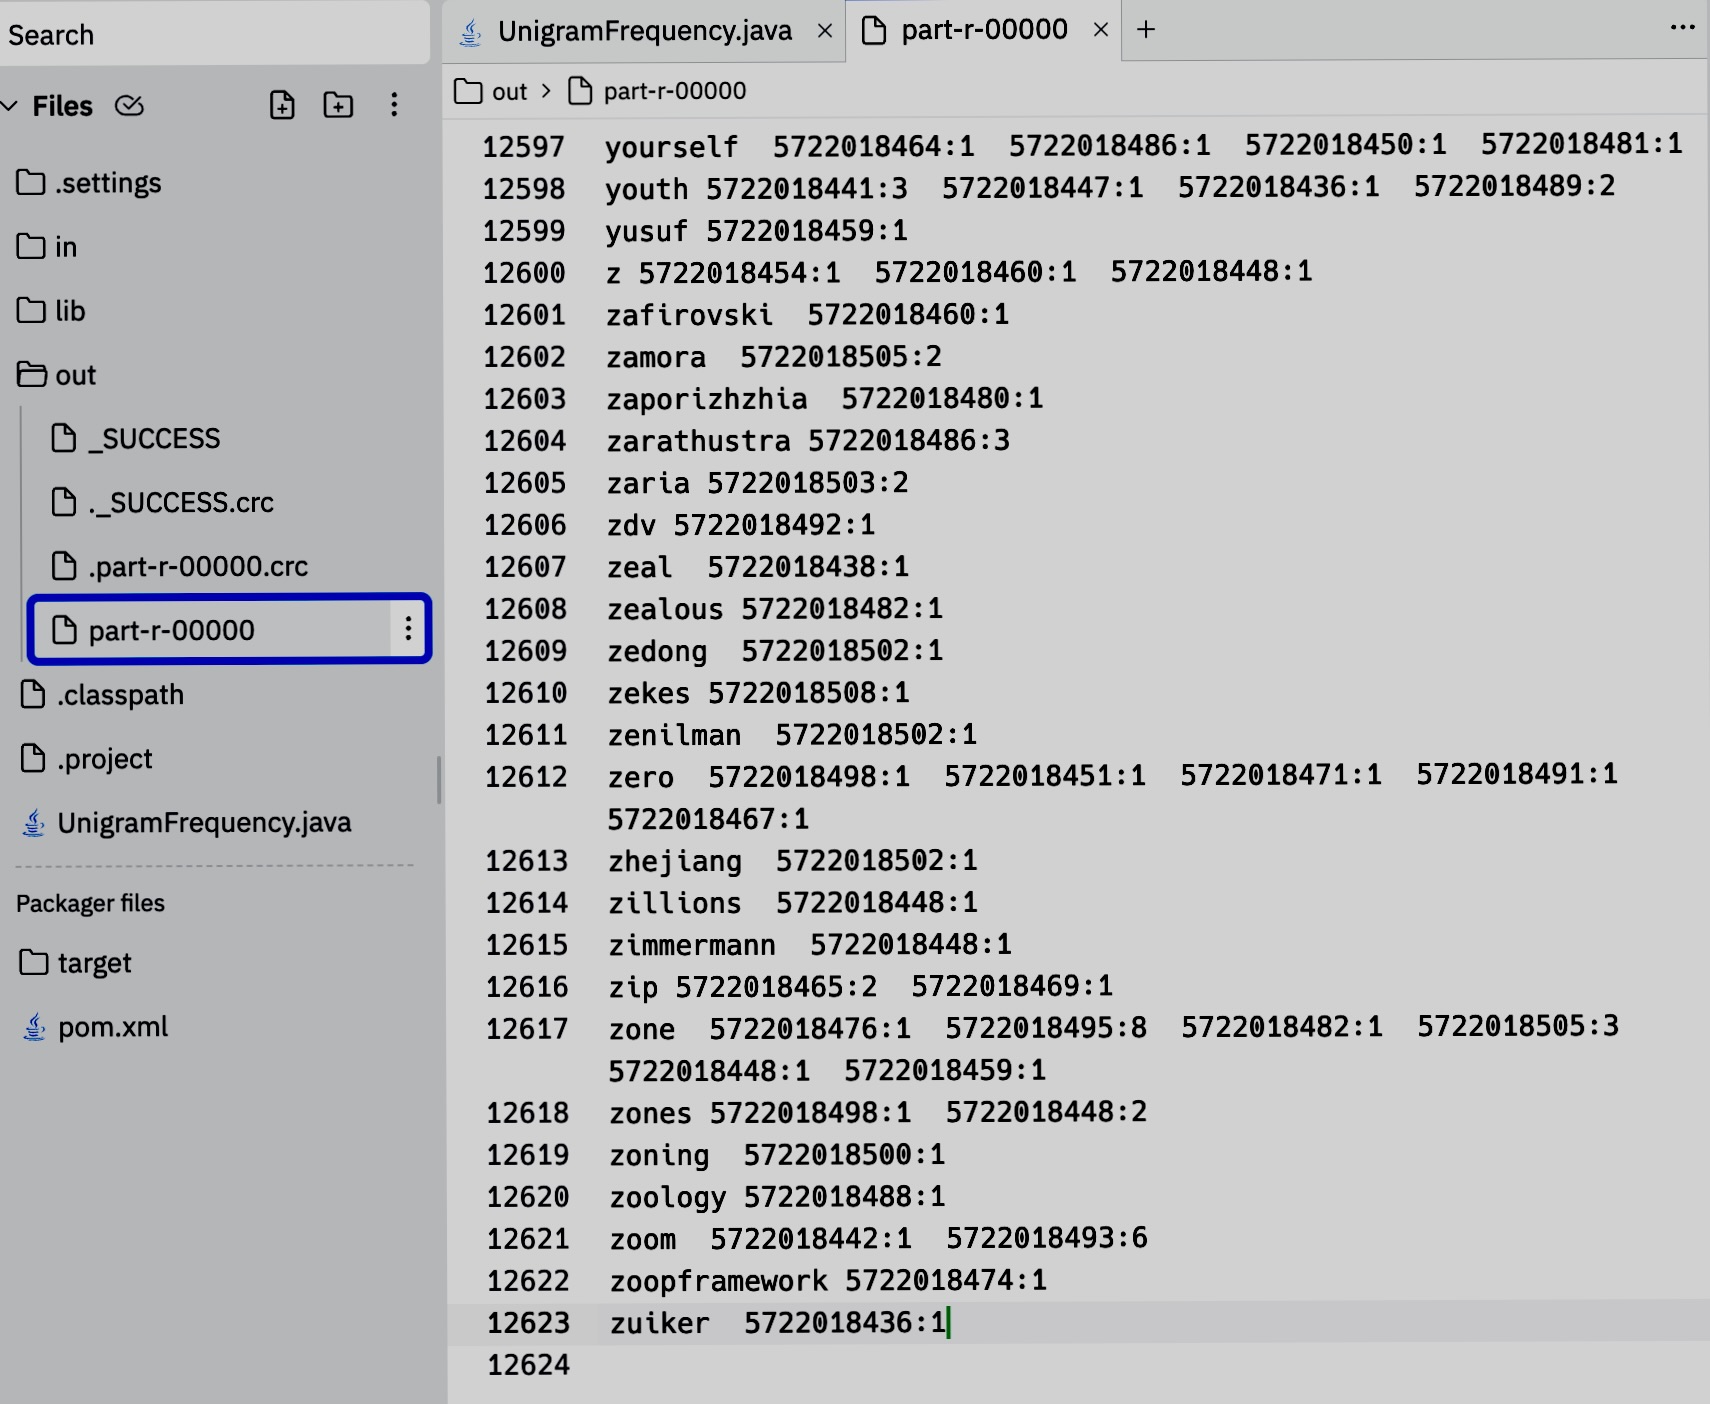 Search
Files
.settings
in
lib
out
_SUCCESS
._SUCCESS.crc
.part-r-00000.crc
part-r-00000
.classpath
.project
UnigramFrequency.java
Packager files
target
pom.xml
UnigramFrequency.java × part-r-00000 × + ...
out > part-r-00000
12597 yourself 5722018464:1 5722018486:1 5722018450:1 5722018481:1
12598 youth 5722018441:3 5722018447:1 5722018436:1 5722018489:2
12599 yusuf 5722018459:1
12600 z 5722018454:1 5722018460:1 5722018448:1
12601 zafirovski 5722018460:1
12602 zamora 5722018505:2
12603 zaporizhzhia 5722018480:1
12604 zarathustra 5722018486:3
12605 zaria 5722018503:2
12606 zdv 5722018492:1
12607 zeal 5722018438:1
12608 zealous 5722018482:1
12609 zedong 5722018502:1
12610 zekes 5722018508:1
12611 zenilman 5722018502:1
12612 zero 5722018498:1 5722018451:1 5722018471:1 5722018491:1
5722018467:1
12613 zhejiang 5722018502:1
12614 zillions 5722018448:1
12615 zimmermann 5722018448:1
12616 zip 5722018465:2 5722018469:1
12617 zone 5722018476:1 5722018495:8 5722018482:1 5722018505:3
5722018448:1 5722018459:1
12618 zones 5722018498:1 5722018448:2
12619 zoning 5722018500:1
12620 zoology 5722018488:1
12621 zoom 5722018442:1 5722018493:6
12622 zoopframework 5722018474:1
12623 zuiker 5722018436:1
12624